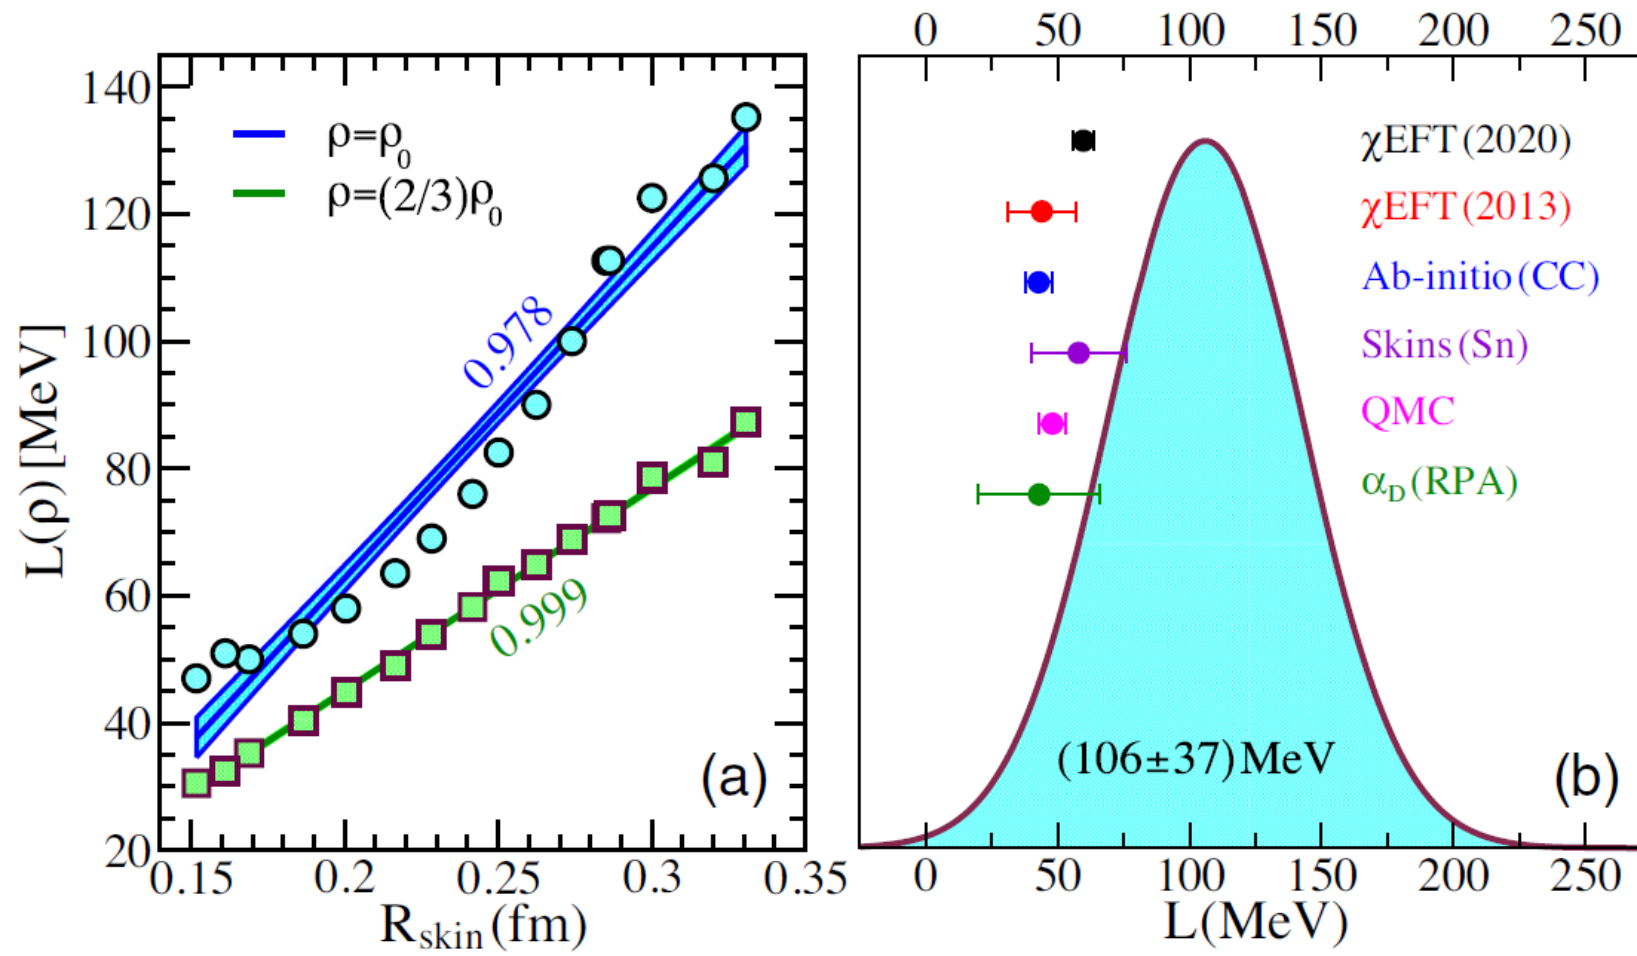 L(ρ)[MeV]
140
120
100
80
60
40
20
ρ=ρ₀
ρ=(2/3)ρ₀
0.978
0.999
(a)
0.15 0.2 0.25 0.3 0.35
R_skin(fm)
0 50 100 150 200 250
χEFT(2020)
χEFT(2013)
Ab-initio(CC)
Skins(Sn)
QMC
α_D(RPA)
(106±37)MeV
(b)
0 50 100 150 200 250
L(MeV)